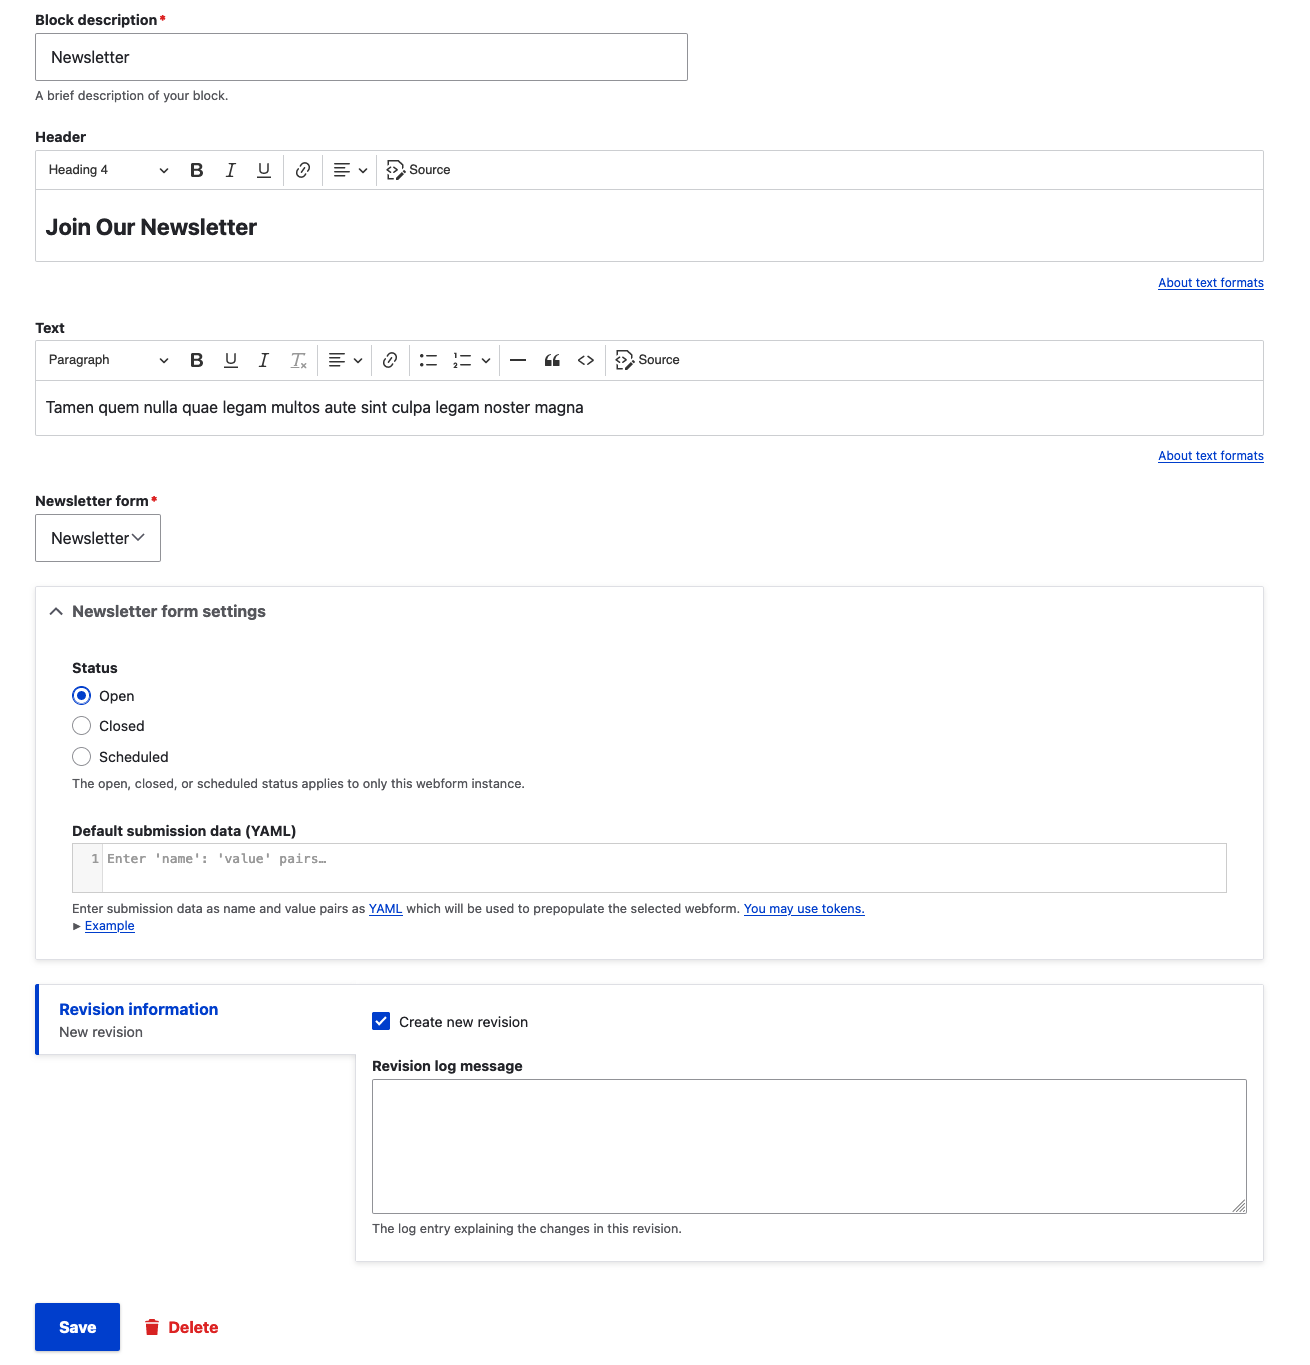 Block description*
Newsletter
A brief description of your block.
Header
Heading 4 B I U Source
Join Our Newsletter
About text formats
Text
Paragraph B U I Tx Source
Tamen quem nulla quae legam multos aute sint culpa legam noster magna
About text formats
Newsletter form*
Newsletter
Newsletter form settings
Status
Open
Closed
Scheduled
The open, closed, or scheduled status applies to only this webform instance.
Default submission data (YAML)
1 Enter 'name': 'value' pairs…
Enter submission data as name and value pairs as YAML which will be used to prepopulate the selected webform. You may use tokens.
► Example
Revision information
New revision
Create new revision
Revision log message
The log entry explaining the changes in this revision.
Save Delete